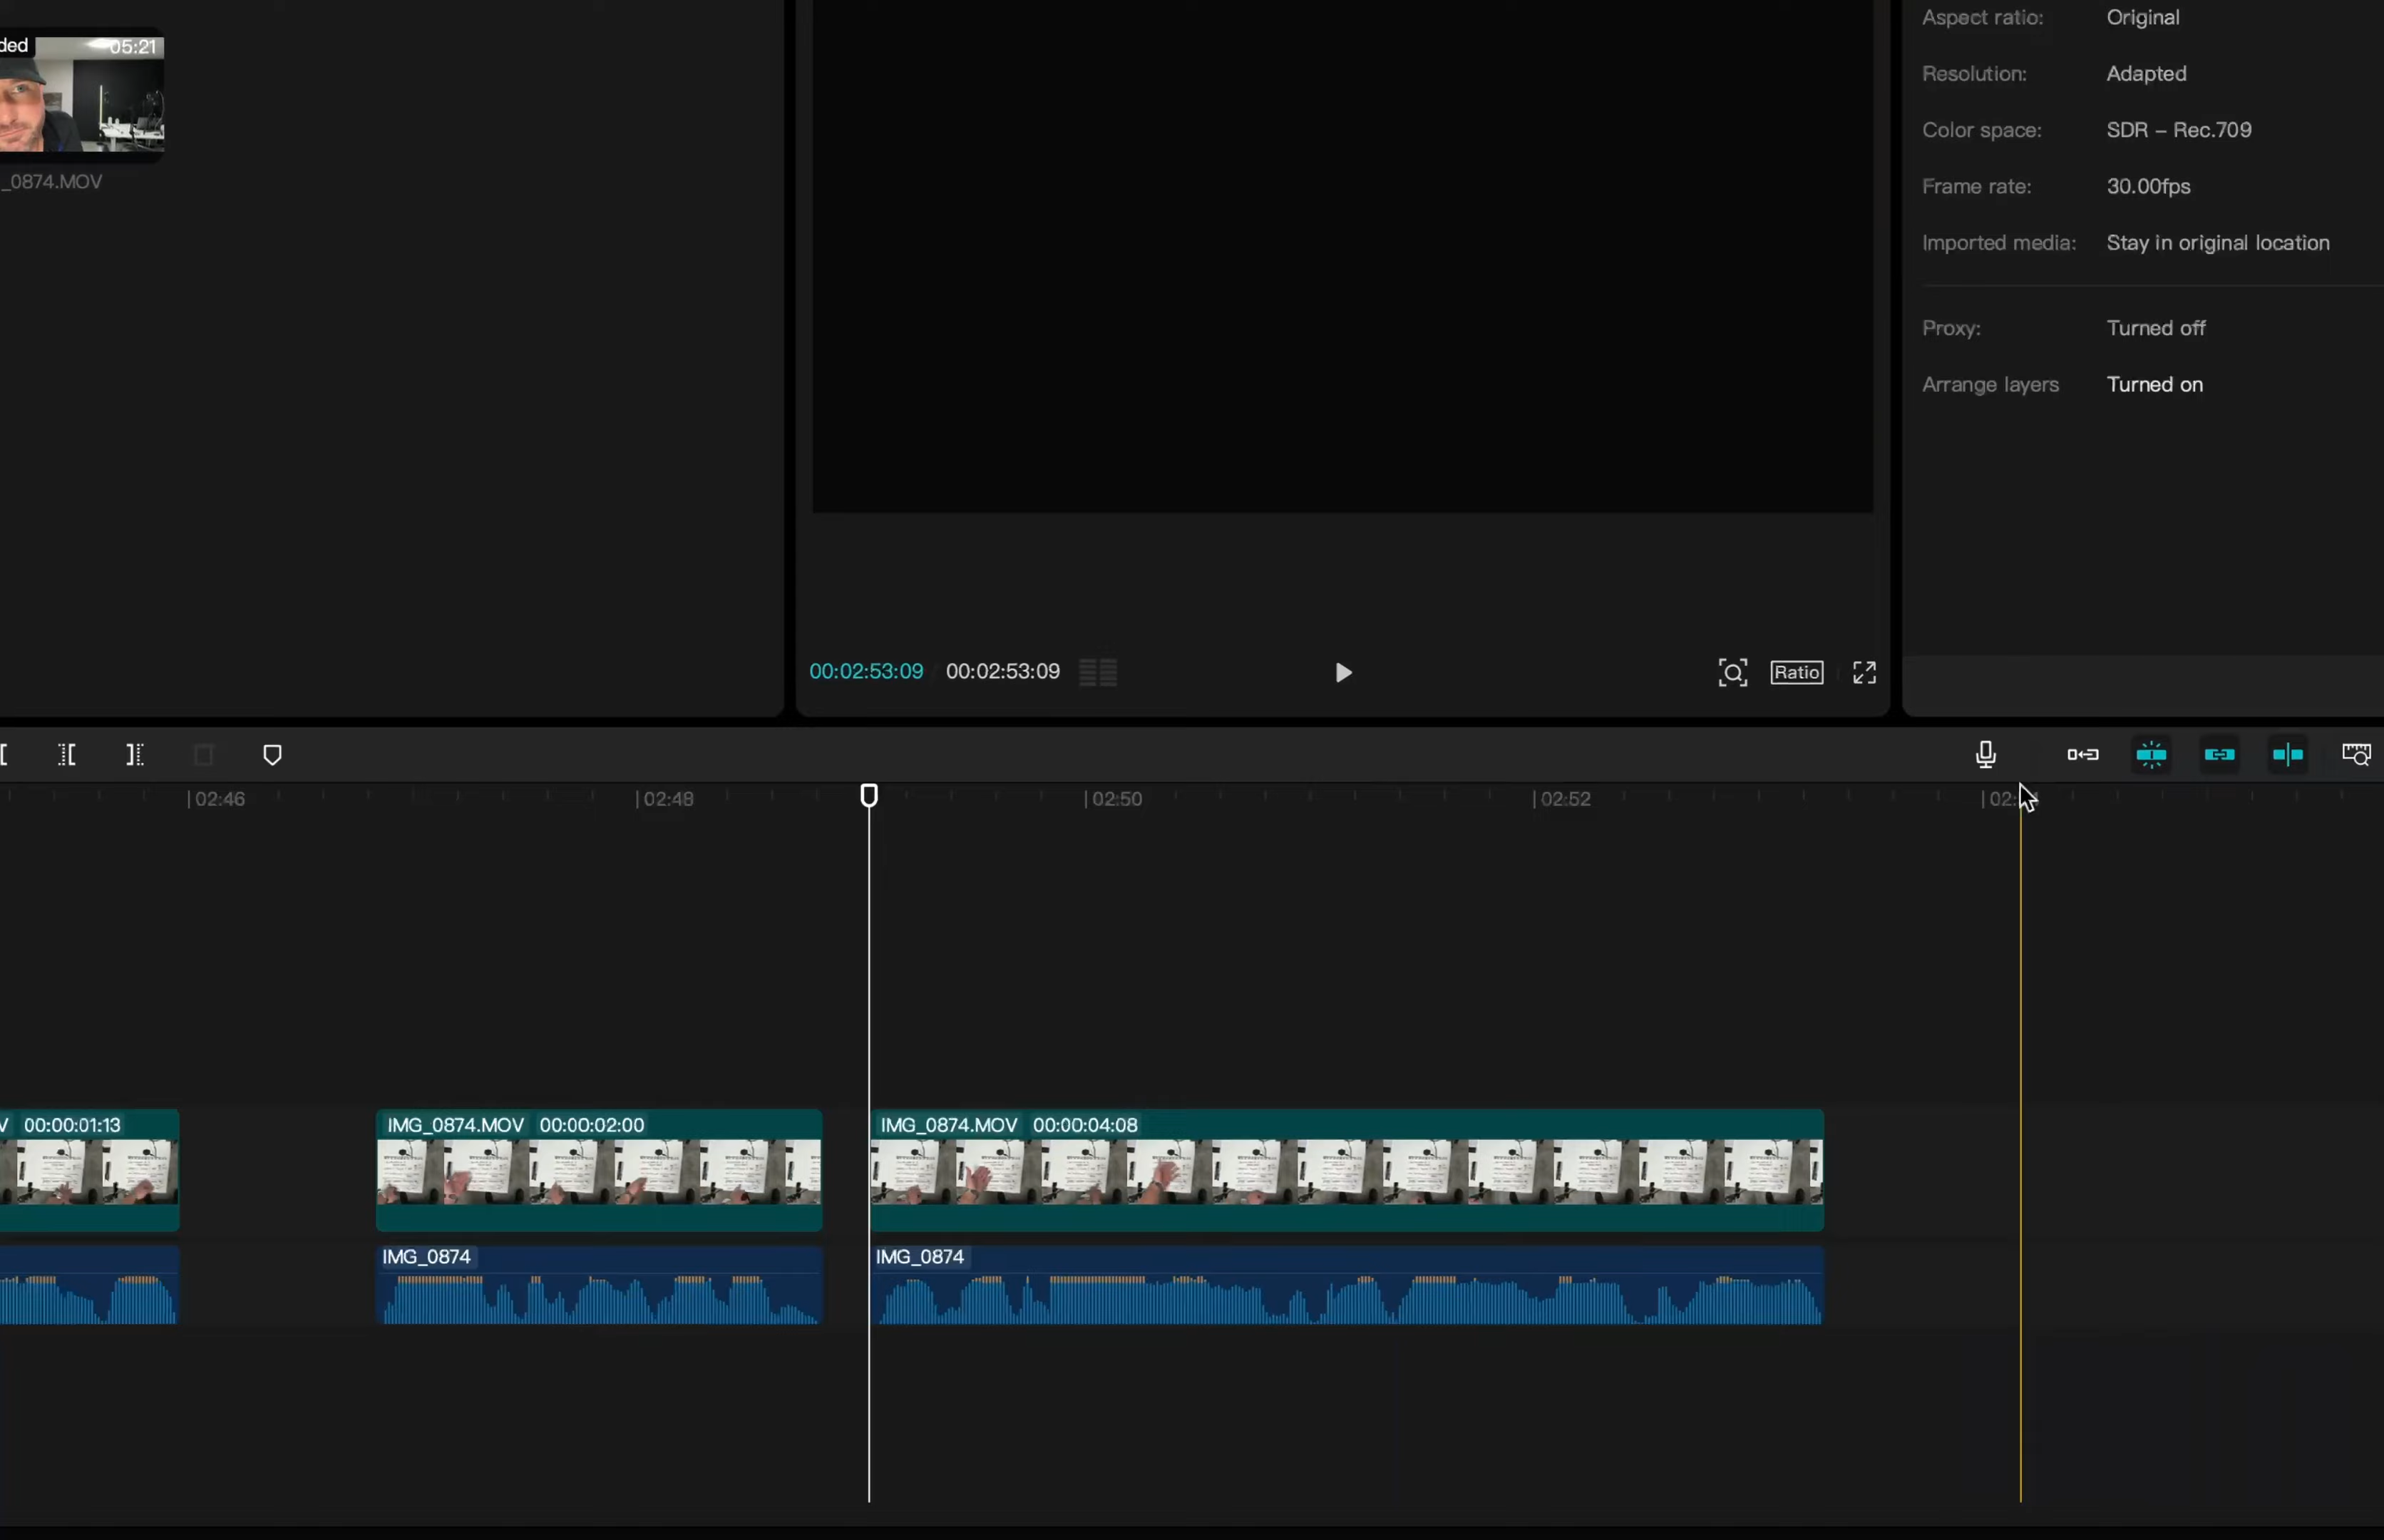 ded
05:21
_0874.MOV
Aspect ratio: Original
Resolution: Adapted
Color space: SDR – Rec.709
Frame rate: 30.00fps
Imported media: Stay in original location
Proxy: Turned off
Arrange layers Turned on
00:02:53:09 00:02:53:09
Ratio
02:46 02:48 02:50 02:52 02:
V 00:00:01:13
IMG_0874.MOV 00:00:02:00
IMG_0874.MOV 00:00:04:08
IMG_0874
IMG_0874